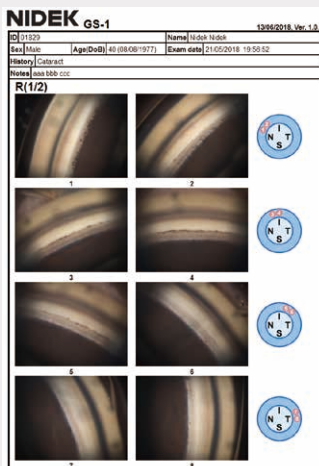 NIDEK GS-1
13/06/2018, Ver. 1.0
ID 01329 Name Nidek Nidek
Sex Male Age(DoB) 40 (08/08/1977) Exam date 21/05/2018 19:56:52
History Cataract
Notes aaa bbb ccc
R(1/2)
1 2
I
N T
S
3 4
I
N T
S
5 6
I
N T
S
I
N T
S